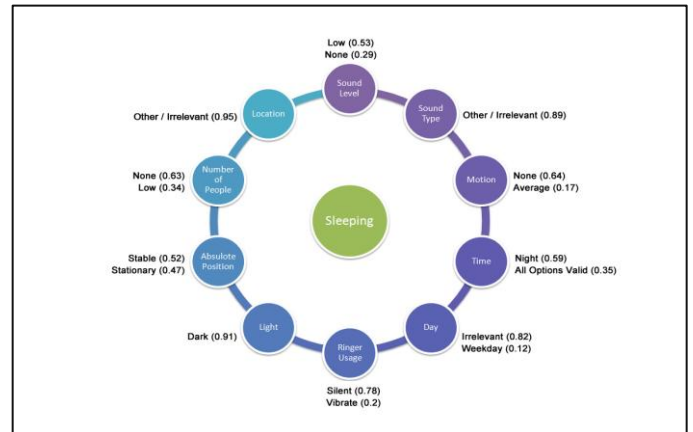 Low (0.53)
None (0.29)
Sound
Level
Other / Irrelevant (0.95)
Location
Sound
Type
Other / Irrelevant (0.89)
None (0.63)
Low (0.34)
Number
of
People
Motion
None (0.64)
Average (0.17)
Sleeping
Stable (0.52)
Stationary (0.47)
Absulute
Position
Time
Night (0.59)
All Options Valid (0.35)
Dark (0.91)
Light
Day
Irrelevant (0.82)
Weekday (0.12)
Ringer
Usage
Silent (0.78)
Vibrate (0.2)